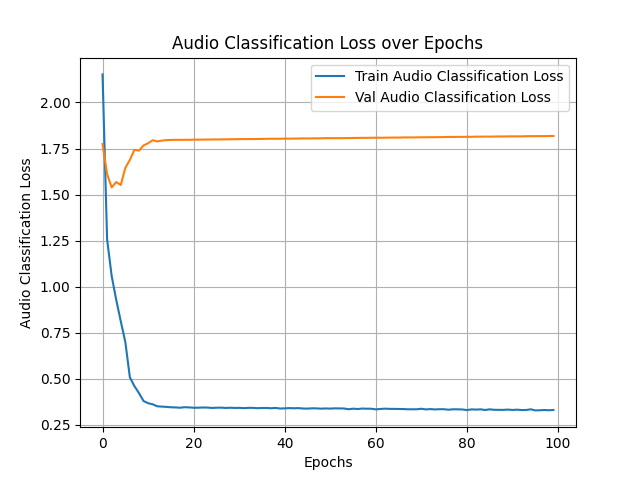 Audio Classification Loss over Epochs
Train Audio Classification Loss
Val Audio Classification Loss
Audio Classification Loss
2.00
1.75
1.50
1.25
1.00
0.75
0.50
0.25
0 20 40 60 80 100
Epochs